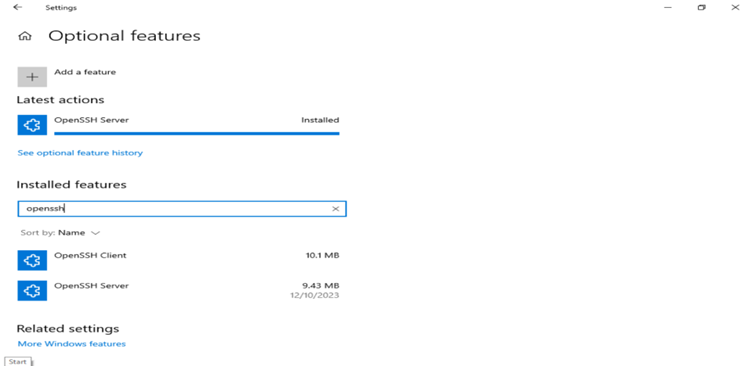 Settings
Optional features
Add a feature
Latest actions
OpenSSH Server Installed
See optional feature history
Installed features
openssh
Sort by: Name
OpenSSH Client 10.1 MB
OpenSSH Server 9.43 MB
12/10/2023
Related settings
More Windows features
Start